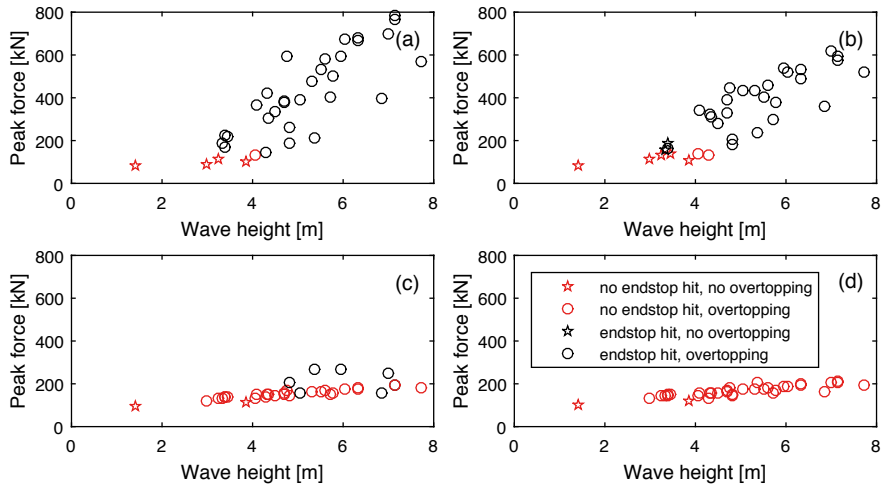 800
600
400
200
0
Peak force [kN]
(a)
0 2 4 6 8
Wave height [m]
800
600
400
200
0
Peak force [kN]
(b)
0 2 4 6 8
Wave height [m]
800
600
400
200
0
Peak force [kN]
(c)
0 2 4 6 8
Wave height [m]
800
600
400
200
0
Peak force [kN]
(d)
no endstop hit, no overtopping
no endstop hit, overtopping
endstop hit, no overtopping
endstop hit, overtopping
0 2 4 6 8
Wave height [m]